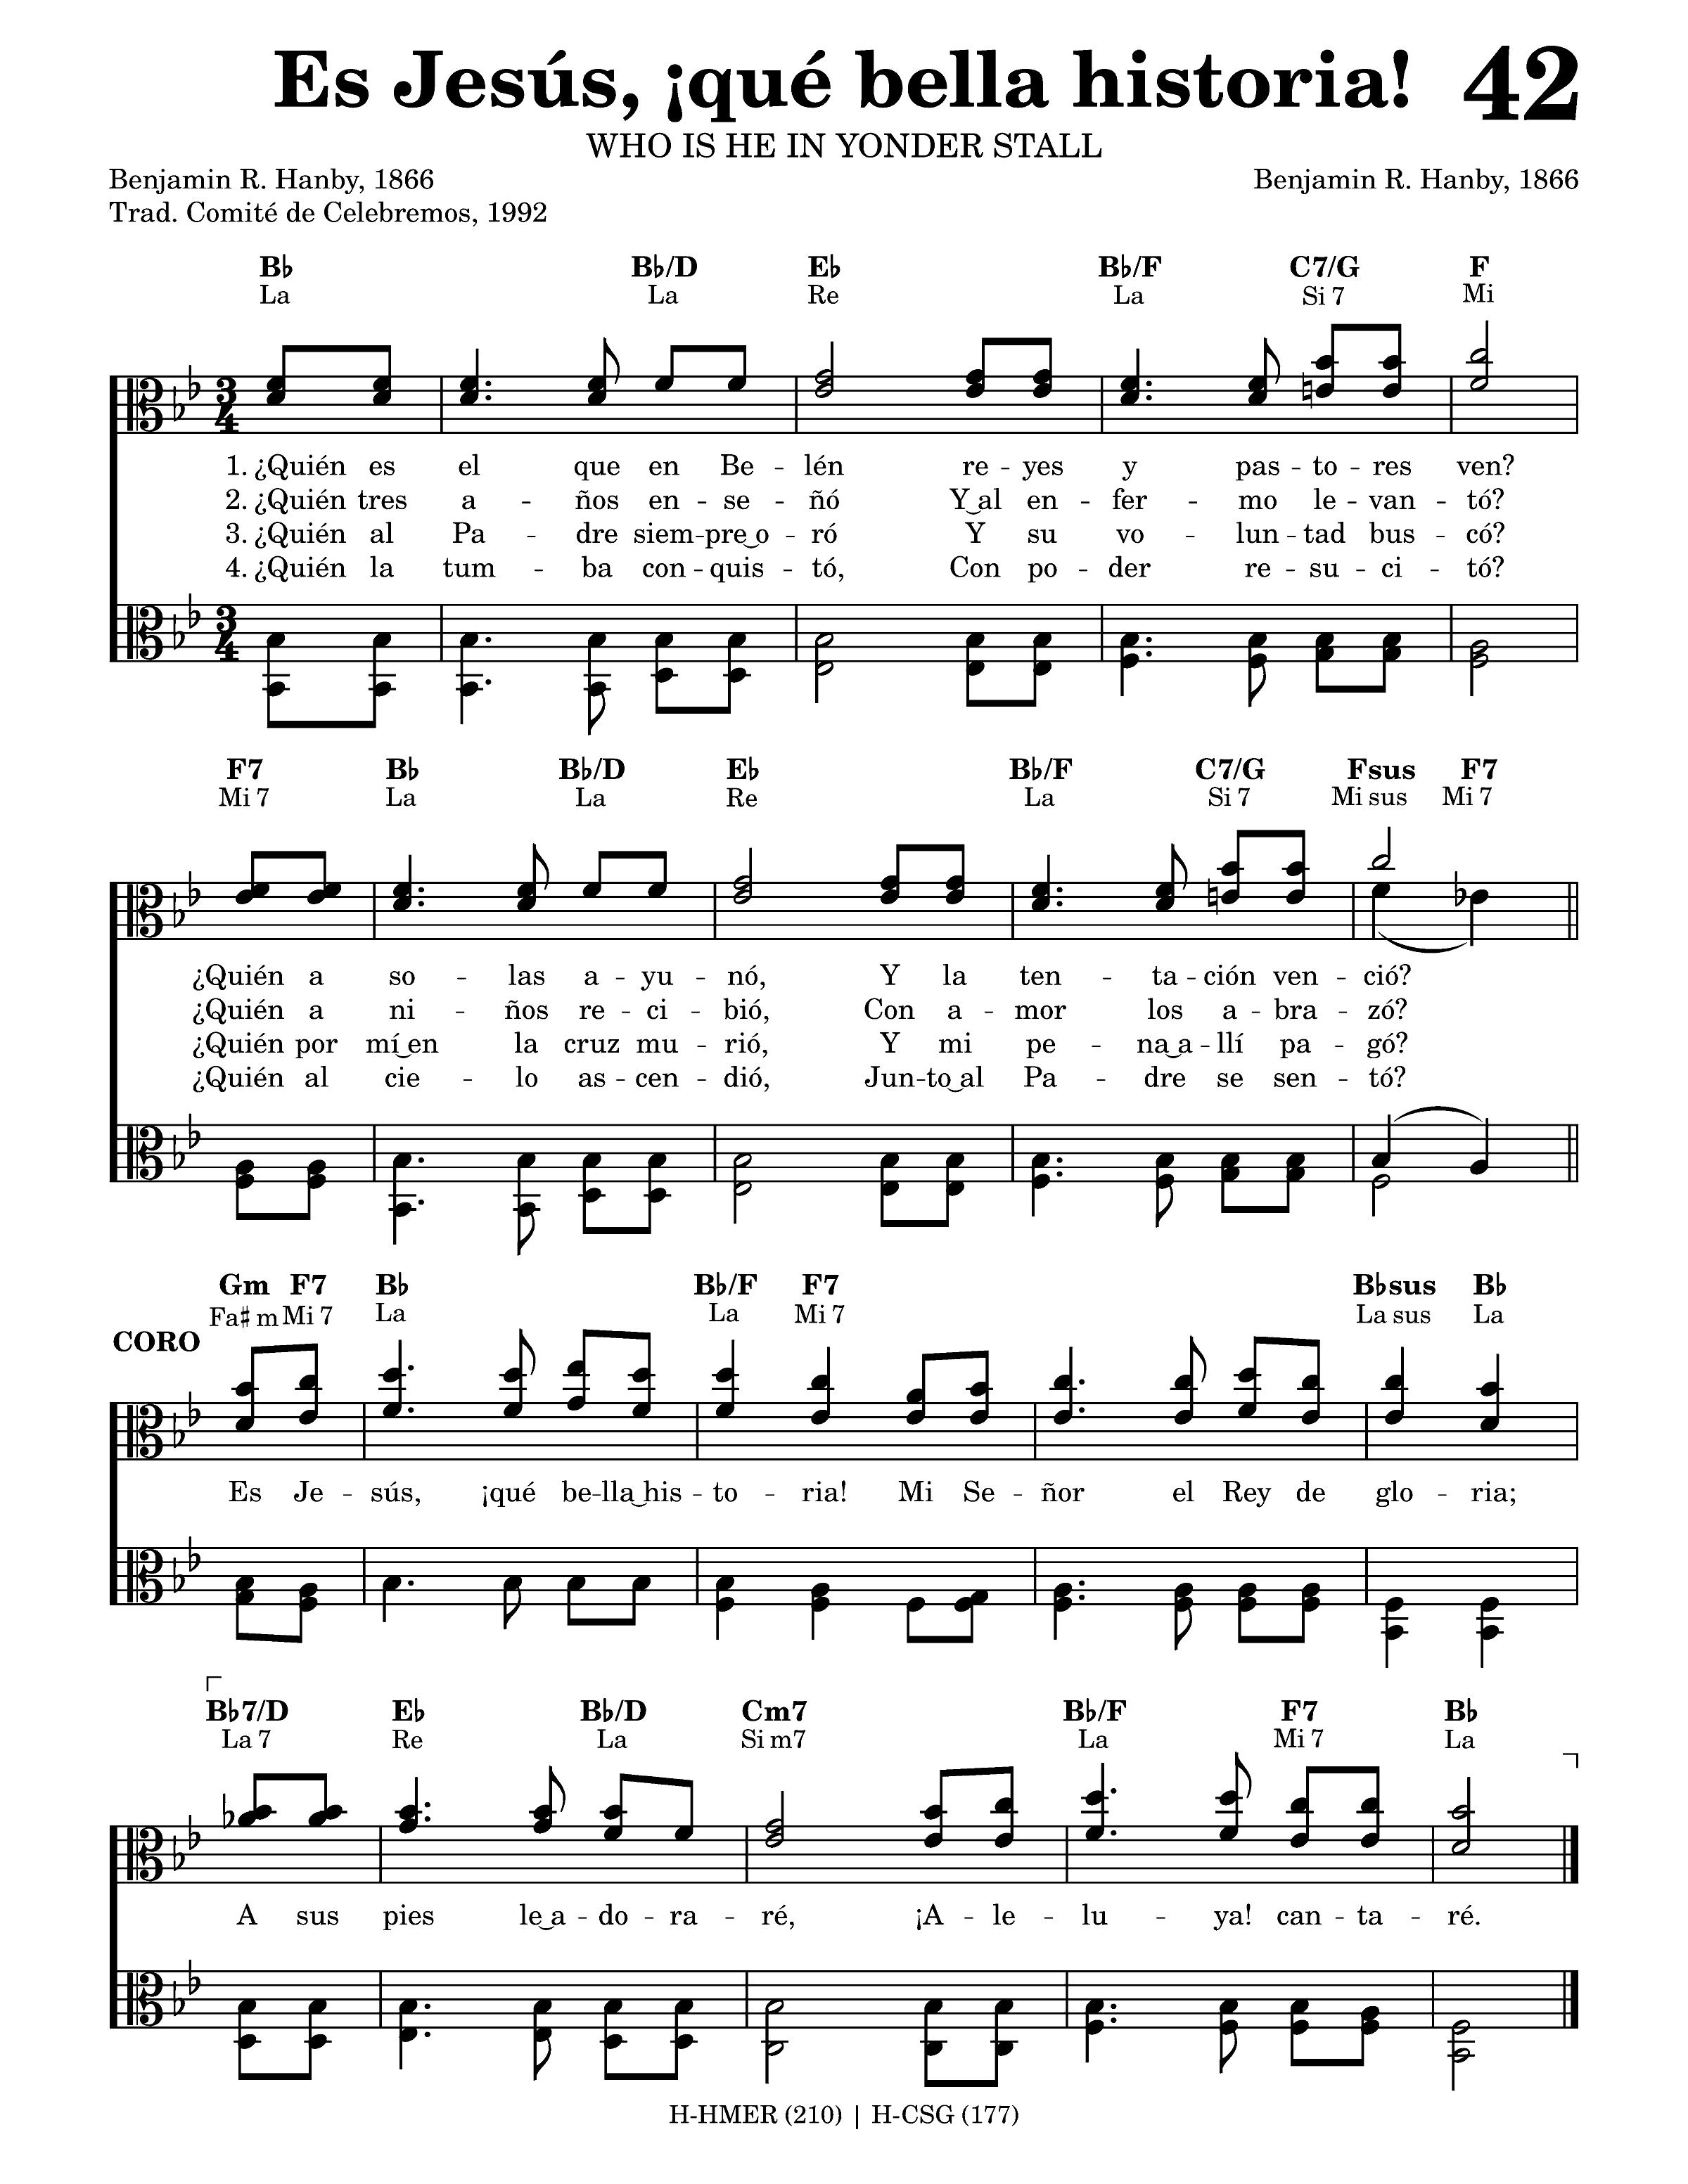 Es Jesús, ¡qué bella historia! 42
WHO IS HE IN YONDER STALL
Benjamin R. Hanby, 1866 Benjamin R. Hanby, 1866
Trad. Comité de Celebremos, 1992
B♭ B♭/D E♭ B♭/F C7/G F
La La Re La Si 7 Mi
3/4
1. ¿Quién es el que en Be - lén re - yes y pas - to - res ven?
2. ¿Quién tres a - ños en - se - ñó Y‿al en - fer - mo le - van - tó?
3. ¿Quién al Pa - dre siem - pre‿o - ró Y su vo - lun - tad bus - có?
4. ¿Quién la tum - ba con - quis - tó, Con po - der re - su - ci - tó?
3/4
F7 B♭ B♭/D E♭ B♭/F C7/G Fsus F7
Mi 7 La La Re La Si 7 Mi sus Mi 7
¿Quién a so - las a - yu - nó, Y la ten - ta - ción ven - ció?
¿Quién a ni - ños re - ci - bió, Con a - mor los a - bra - zó?
¿Quién por mí‿en la cruz mu - rió, Y mi pe - na‿a - llí pa - gó?
¿Quién al cie - lo as - cen - dió, Jun - to‿al Pa - dre se sen - tó?
Gm F7 B♭ B♭/F F7 B♭sus B♭
Fa♯ m Mi 7 La La Mi 7 La sus La
CORO
Es Je - sús, ¡qué be - lla‿his - to - ria! Mi Se - ñor el Rey de glo - ria;
B♭7/D E♭ B♭/D Cm7 B♭/F F7 B♭
La 7 Re La Si m7 La Mi 7 La
A sus pies le‿a - do - ra - ré, ¡A - le - lu - ya! can - ta - ré.
H-HMER (210) | H-CSG (177)